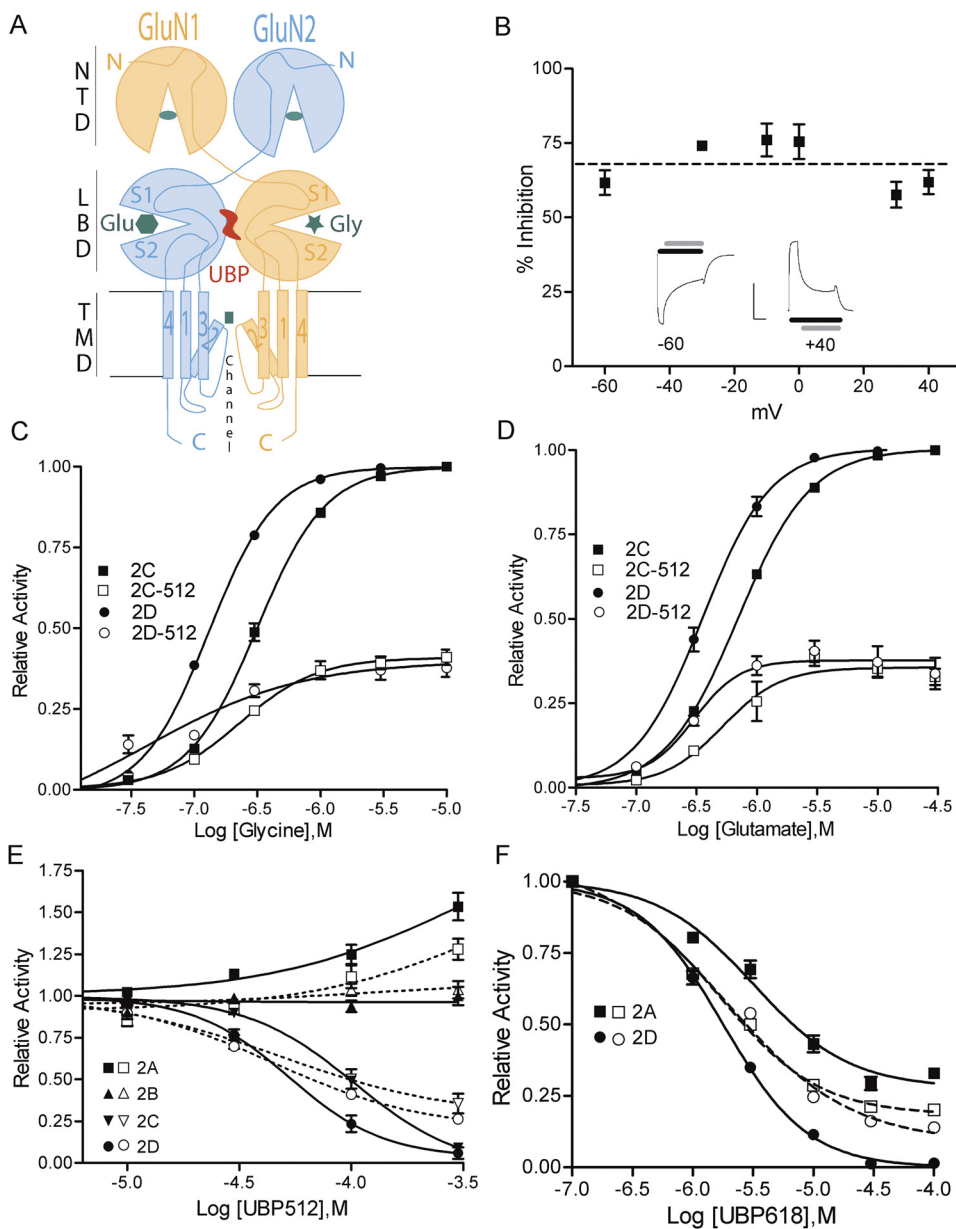 A
GluN1
GluN2
N
N
N
T
D
L
B
D
S1
S1
Glu
Gly
S2
S2
UBP
T
M
D
4
1
3
2
2
3
1
4
C
h
a
n
n
e
l
C
C
B
100
75
50
25
0
% Inhibition
-60
+40
-60
-40
-20
0
20
40
mV
C
1.00
0.75
0.50
0.25
0.00
Relative Activity
2C
2C-512
2D
2D-512
-7.5
-7.0
-6.5
-6.0
-5.5
-5.0
Log [Glycine],M
D
1.00
0.75
0.50
0.25
0.00
Relative Activity
2C
2C-512
2D
2D-512
-7.5
-7.0
-6.5
-6.0
-5.5
-5.0
-4.5
Log [Glutamate],M
E
1.75
1.50
1.25
1.00
0.75
0.50
0.25
0.00
Relative Activity
2A
2B
2C
2D
-5.0
-4.5
-4.0
-3.5
Log [UBP512],M
F
1.00
0.75
0.50
0.25
0.00
Relative Activity
2A
2D
-7.0
-6.5
-6.0
-5.5
-5.0
-4.5
-4.0
Log [UBP618],M